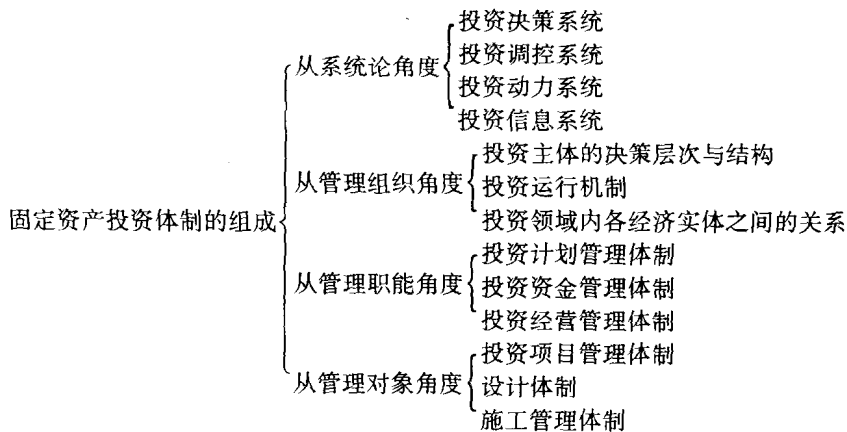 固定资产投资体制的组成
从系统论角度
投资决策系统
投资调控系统
投资动力系统
投资信息系统
从管理组织角度
投资主体的决策层次与结构
投资运行机制
投资领域内各经济实体之间的关系
从管理职能角度
投资计划管理体制
投资资金管理体制
投资经营管理体制
从管理对象角度
投资项目管理体制
设计体制
施工管理体制